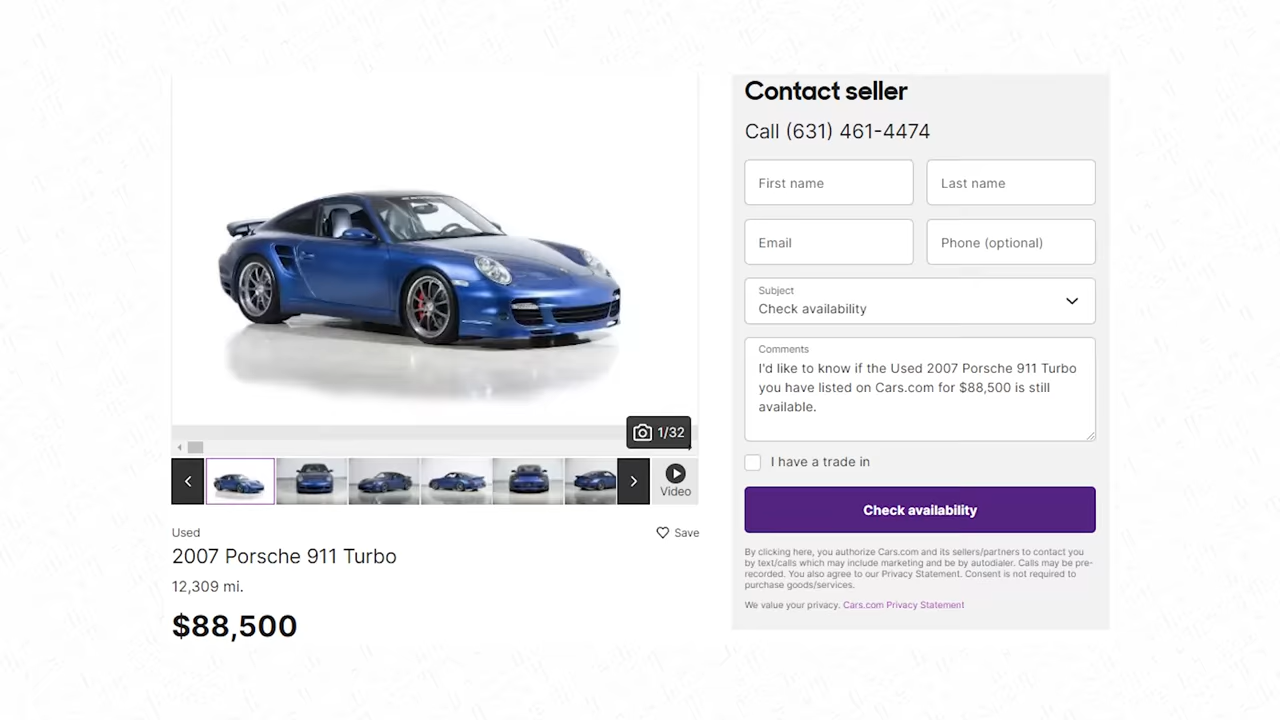 1/32
Video
Used
Save
2007 Porsche 911 Turbo
12,309 mi.
$88,500
Contact seller
Call (631) 461-4474
First name
Last name
Email
Phone (optional)
Subject
Check availability
Comments
I'd like to know if the Used 2007 Porsche 911 Turbo
you have listed on Cars.com for $88,500 is still
available.
I have a trade in
Check availability
By clicking here, you authorize Cars.com and its sellers/partners to contact you
by text/calls which may include marketing and be by autodialer. Calls may be pre-
recorded. You also agree to our Privacy Statement. Consent is not required to
purchase goods/services.
We value your privacy. Cars.com Privacy Statement